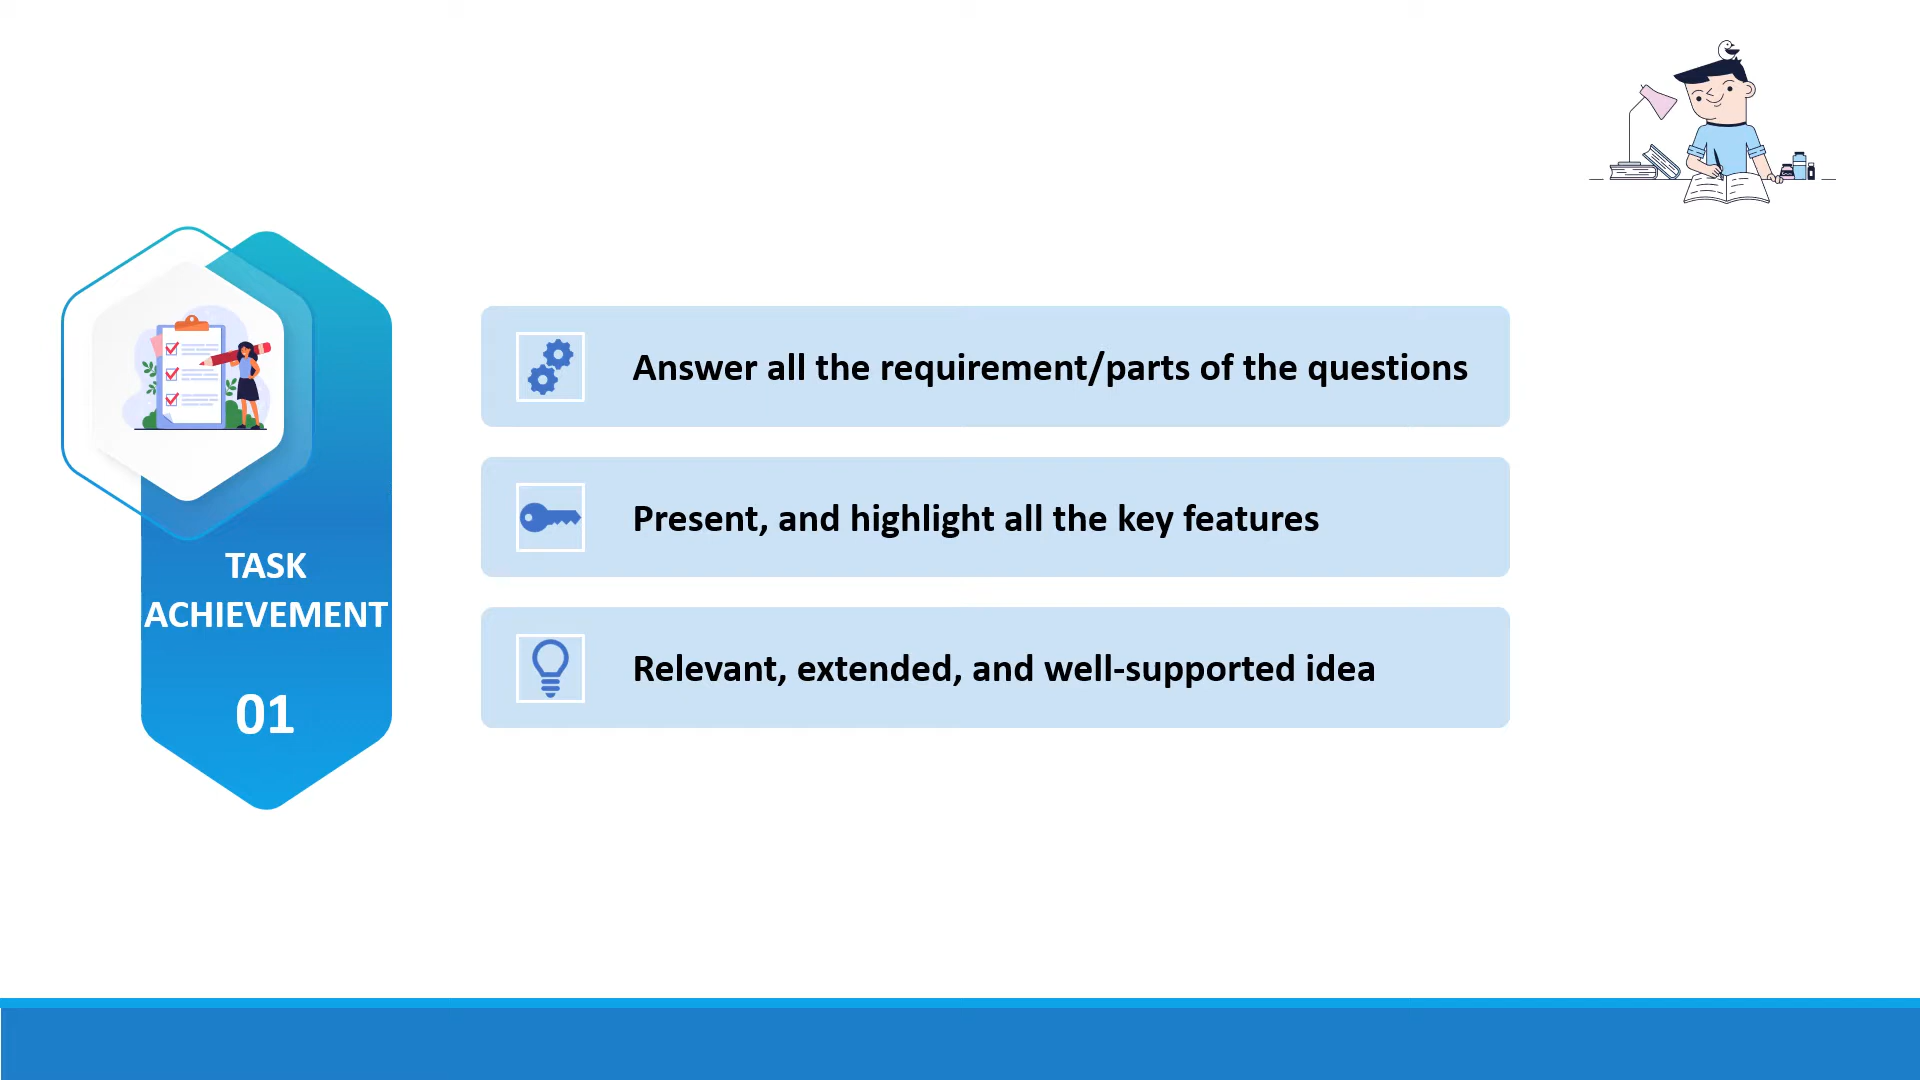 TASK
ACHIEVEMENT
01
Answer all the requirement/parts of the questions
Present, and highlight all the key features
Relevant, extended, and well-supported idea